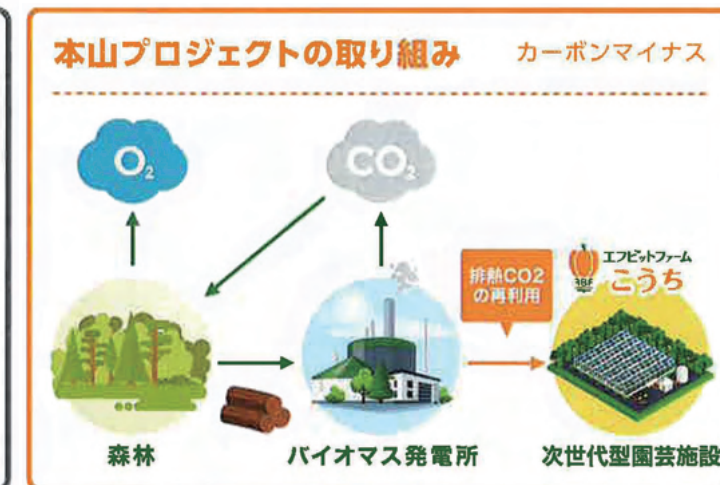 本山プロジェクトの取り組み カーボンマイナス
O₂
CO₂
排熱CO2
の再利用
エフビットファーム
こうち
森林
バイオマス発電所
次世代型園芸施設